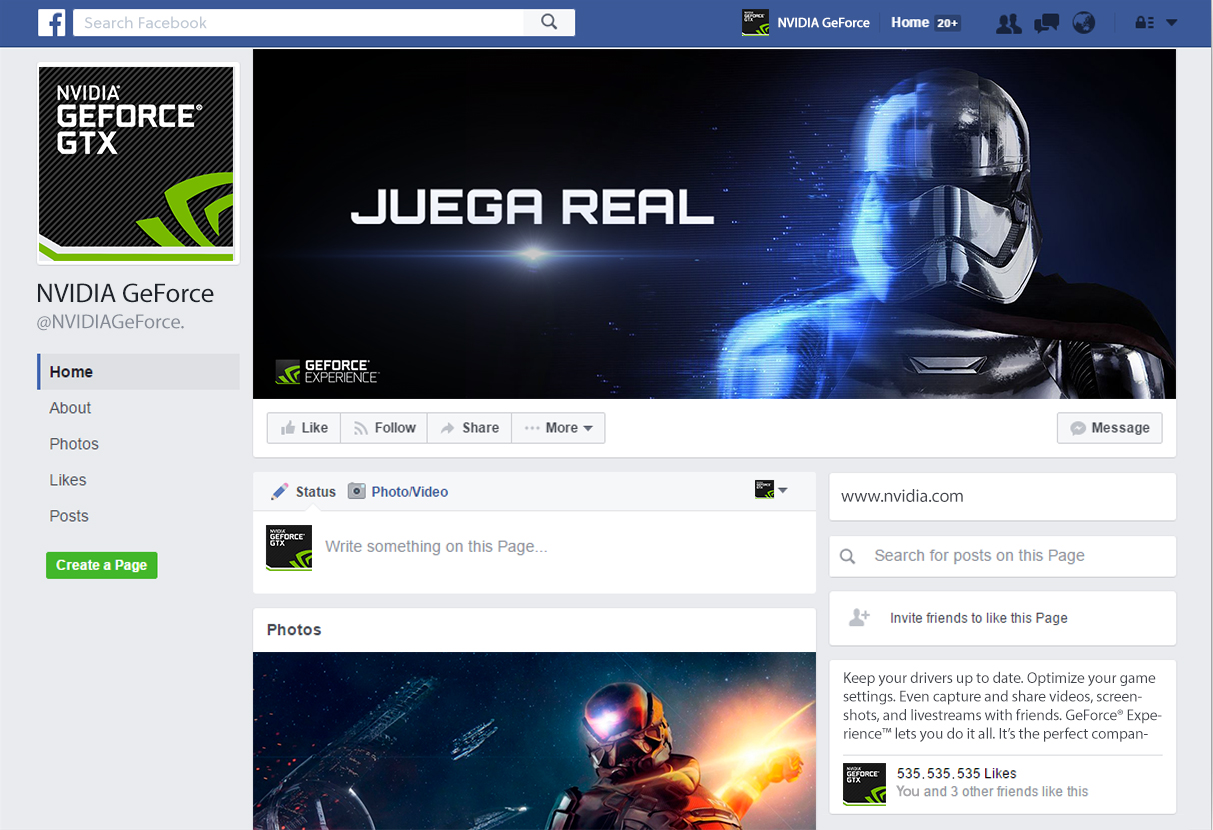 Search Facebook
NVIDIA GeForce
Home 20+
NVIDIA
GEFORCE®
GTX
NVIDIA GeForce
@NVIDIAGeForce.
Home
About
Photos
Likes
Posts
Create a Page
JUEGA REAL
GEFORCE®
EXPERIENCE™
Like
Follow
Share
More
Message
Status
Photo/Video
NVIDIA
GEFORCE®
GTX
Write something on this Page...
Photos
www.nvidia.com
Search for posts on this Page
Invite friends to like this Page
Keep your drivers up to date. Optimize your game
settings. Even capture and share videos, screen-
shots, and livestreams with friends. GeForce® Expe-
rience™ lets you do it all. It's the perfect compan-
NVIDIA
GEFORCE®
GTX
535,535,535 Likes
You and 3 other friends like this